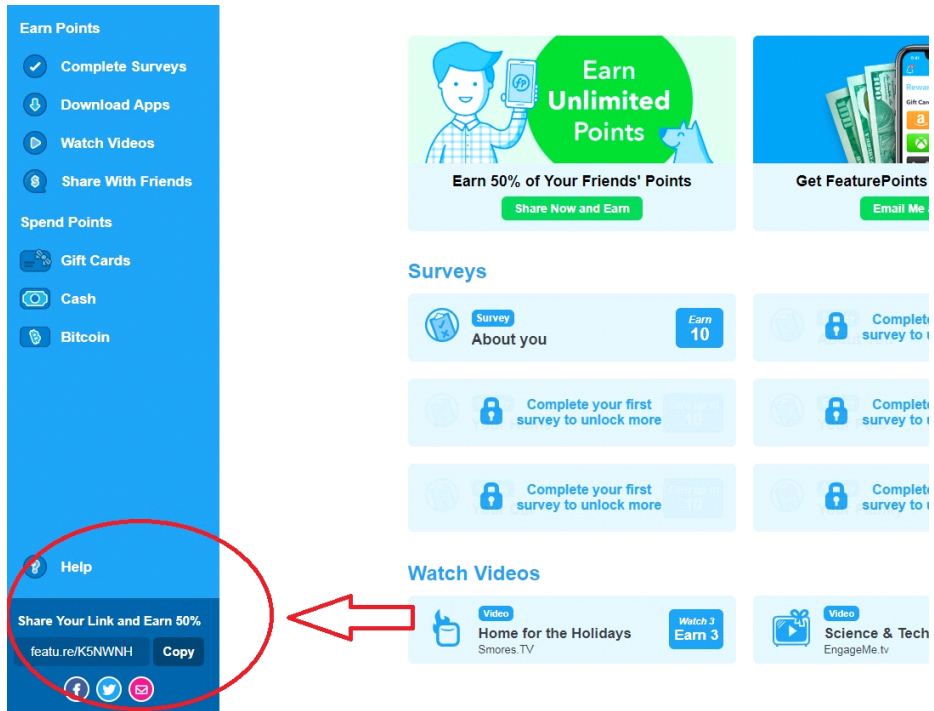 Earn Points
Complete Surveys
Download Apps
Watch Videos
Share With Friends
Spend Points
Gift Cards
Cash
Bitcoin
Help
Share Your Link and Earn 50%
featu.re/K5NWNH
Copy
Earn
Unlimited
Points
Earn 50% of Your Friends' Points
Share Now and Earn
Get FeaturePoints
Email Me
Surveys
Survey
About you
Earn
10
Complete your first
survey to unlock more
Complete your first
survey to unlock more
Complete
survey to
Complete
survey to
Complete
survey to
Watch Videos
Video
Home for the Holidays
Smores.TV
Watch 3
Earn 3
Video
Science & Tech
EngageMe.tv